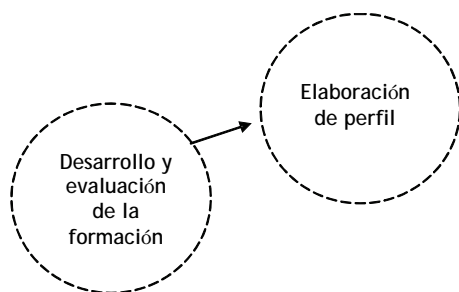 Elaboración
de perfil
Desarrollo y
evaluación
de la
formación